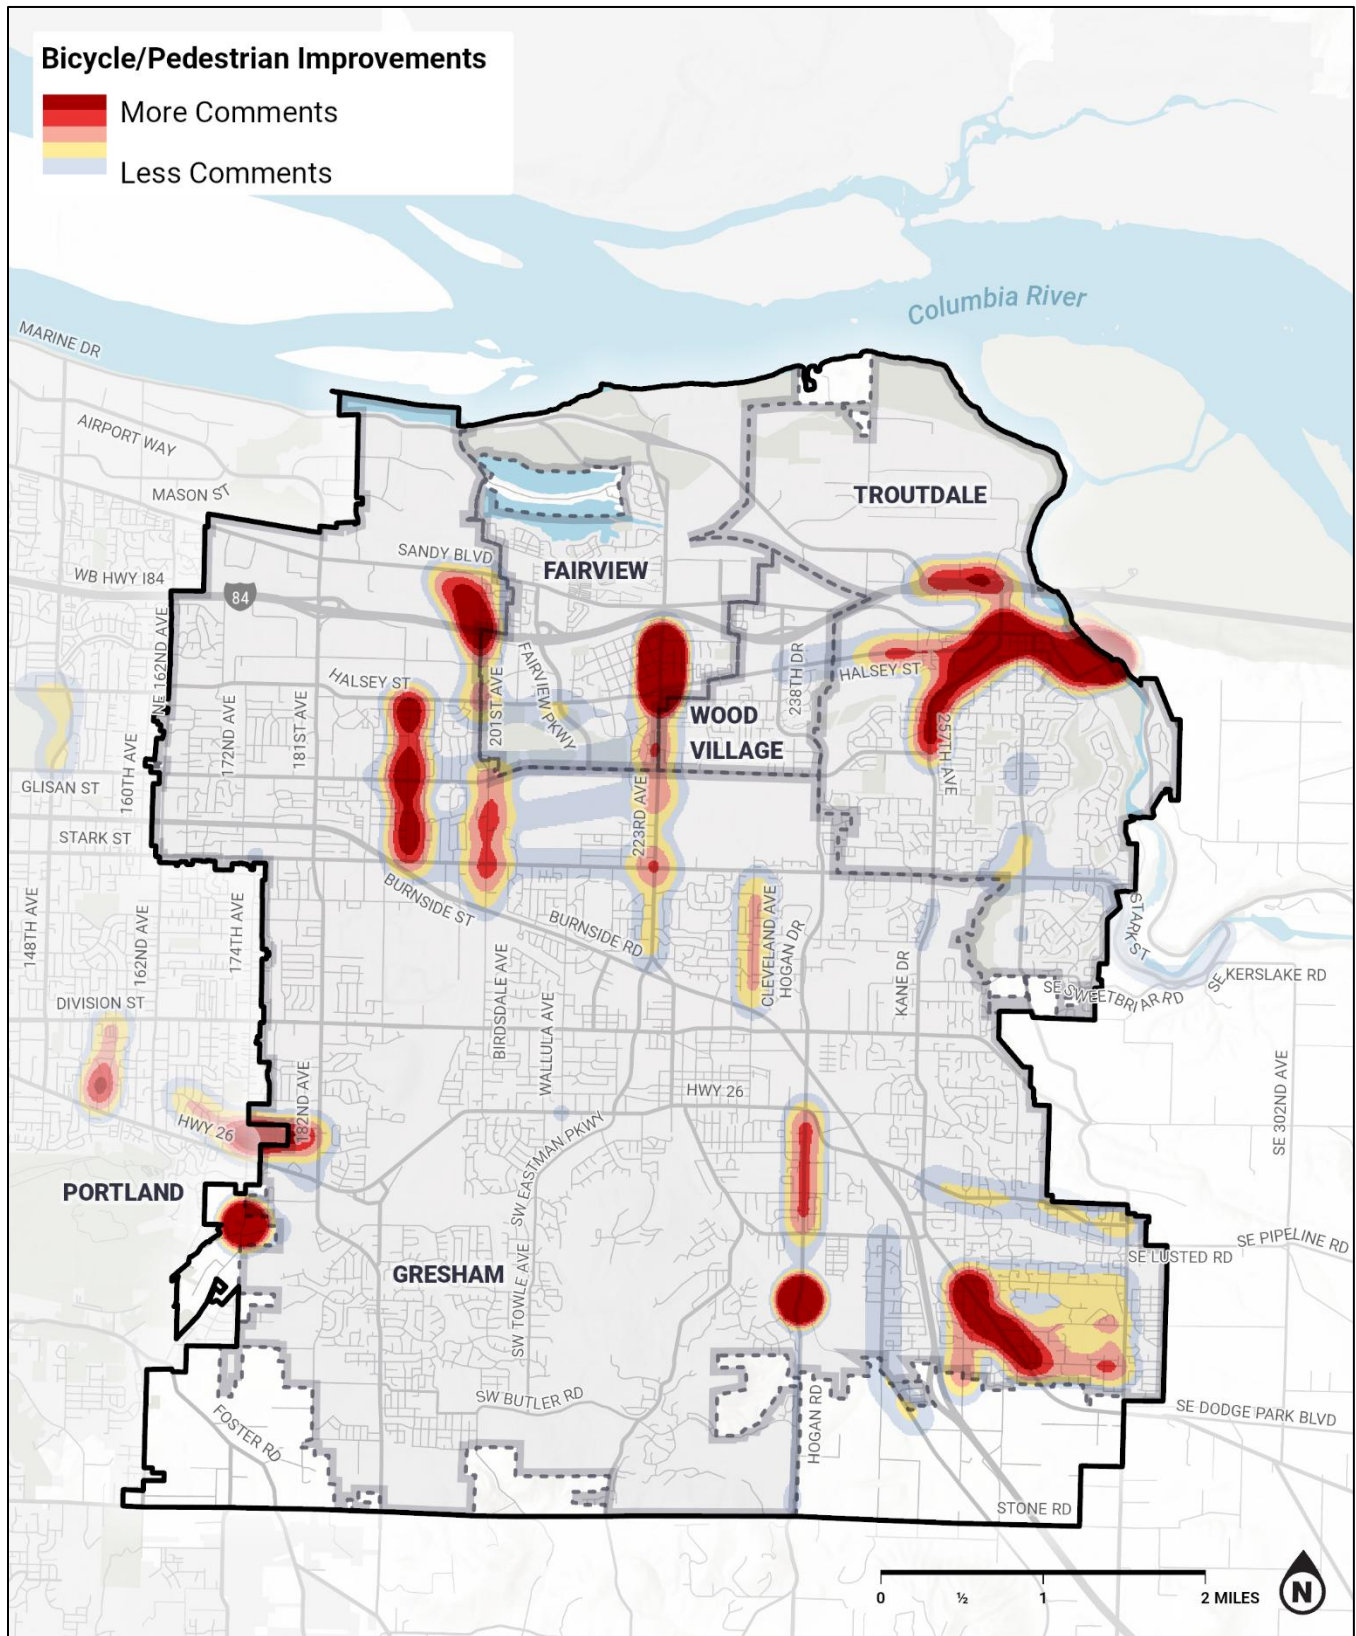 Bicycle/Pedestrian Improvements
More Comments
Less Comments
Columbia River
MARINE DR
AIRPORT WAY
MASON ST
TROUTDALE
SANDY BLVD
FAIRVIEW
WB HWY I84
84
NE 162ND AVE
HALSEY ST
FAIRVIEW PKWY
201ST AVE
238TH DR
HALSEY ST
172ND AVE
181ST AVE
WOOD
VILLAGE
257TH AVE
160TH AVE
GLISAN ST
223RD AVE
STARK ST
BURNSIDE ST
BURNSIDE RD
CLEVELAND AVE
HOGAN DR
STARK ST
148TH AVE
162ND AVE
174TH AVE
BIRDSDALE AVE
WALLULA AVE
KANE DR
SE KERSLAKE RD
SE SWEETBRIAR RD
DIVISION ST
HWY 26
182ND AVE
HWY 26
SE 302ND AVE
SW EASTMAN PKWY
PORTLAND
SE PIPELINE RD
SE LUSTED RD
GRESHAM
SW TOWLE AVE
SW BUTLER RD
HOGAN RD
SE DODGE PARK BLVD
FOSTER RD
STONE RD
0 ½ 1 2 MILES
N